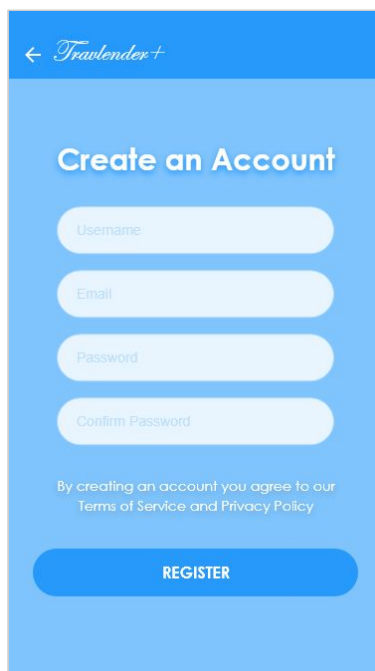 Travlender+
Create an Account
Username
Email
Password
Confirm Password
By creating an account you agree to our
Terms of Service and Privacy Policy
REGISTER